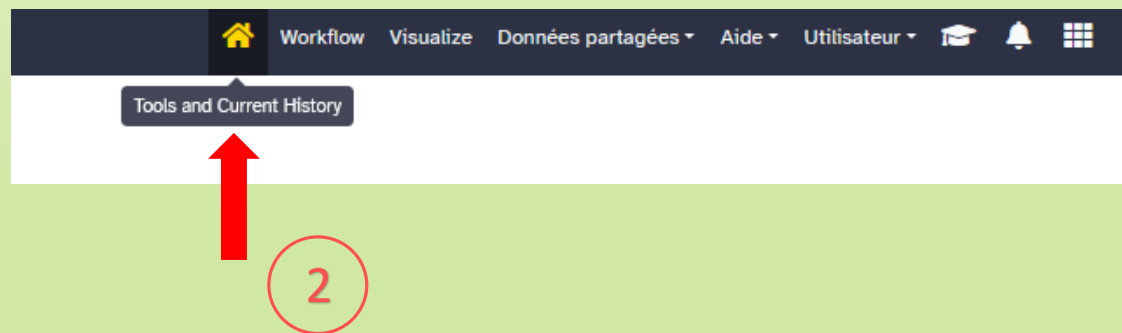 Workflow Visualize Données partagées Aide Utilisateur
Tools and Current History
2